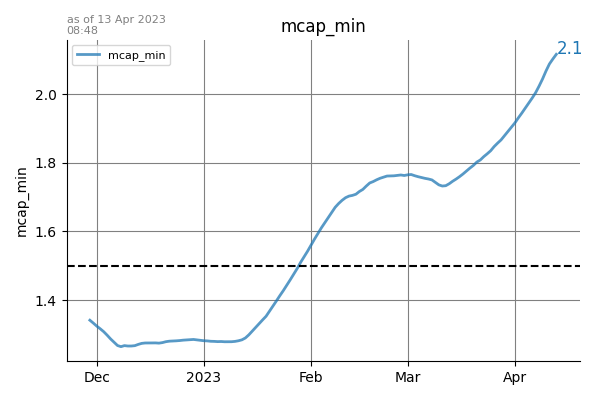 as of 13 Apr 2023
08:48
mcap_min
mcap_min
2.1
mcap_min
2.0
1.8
1.6
1.4
Dec
2023
Feb
Mar
Apr